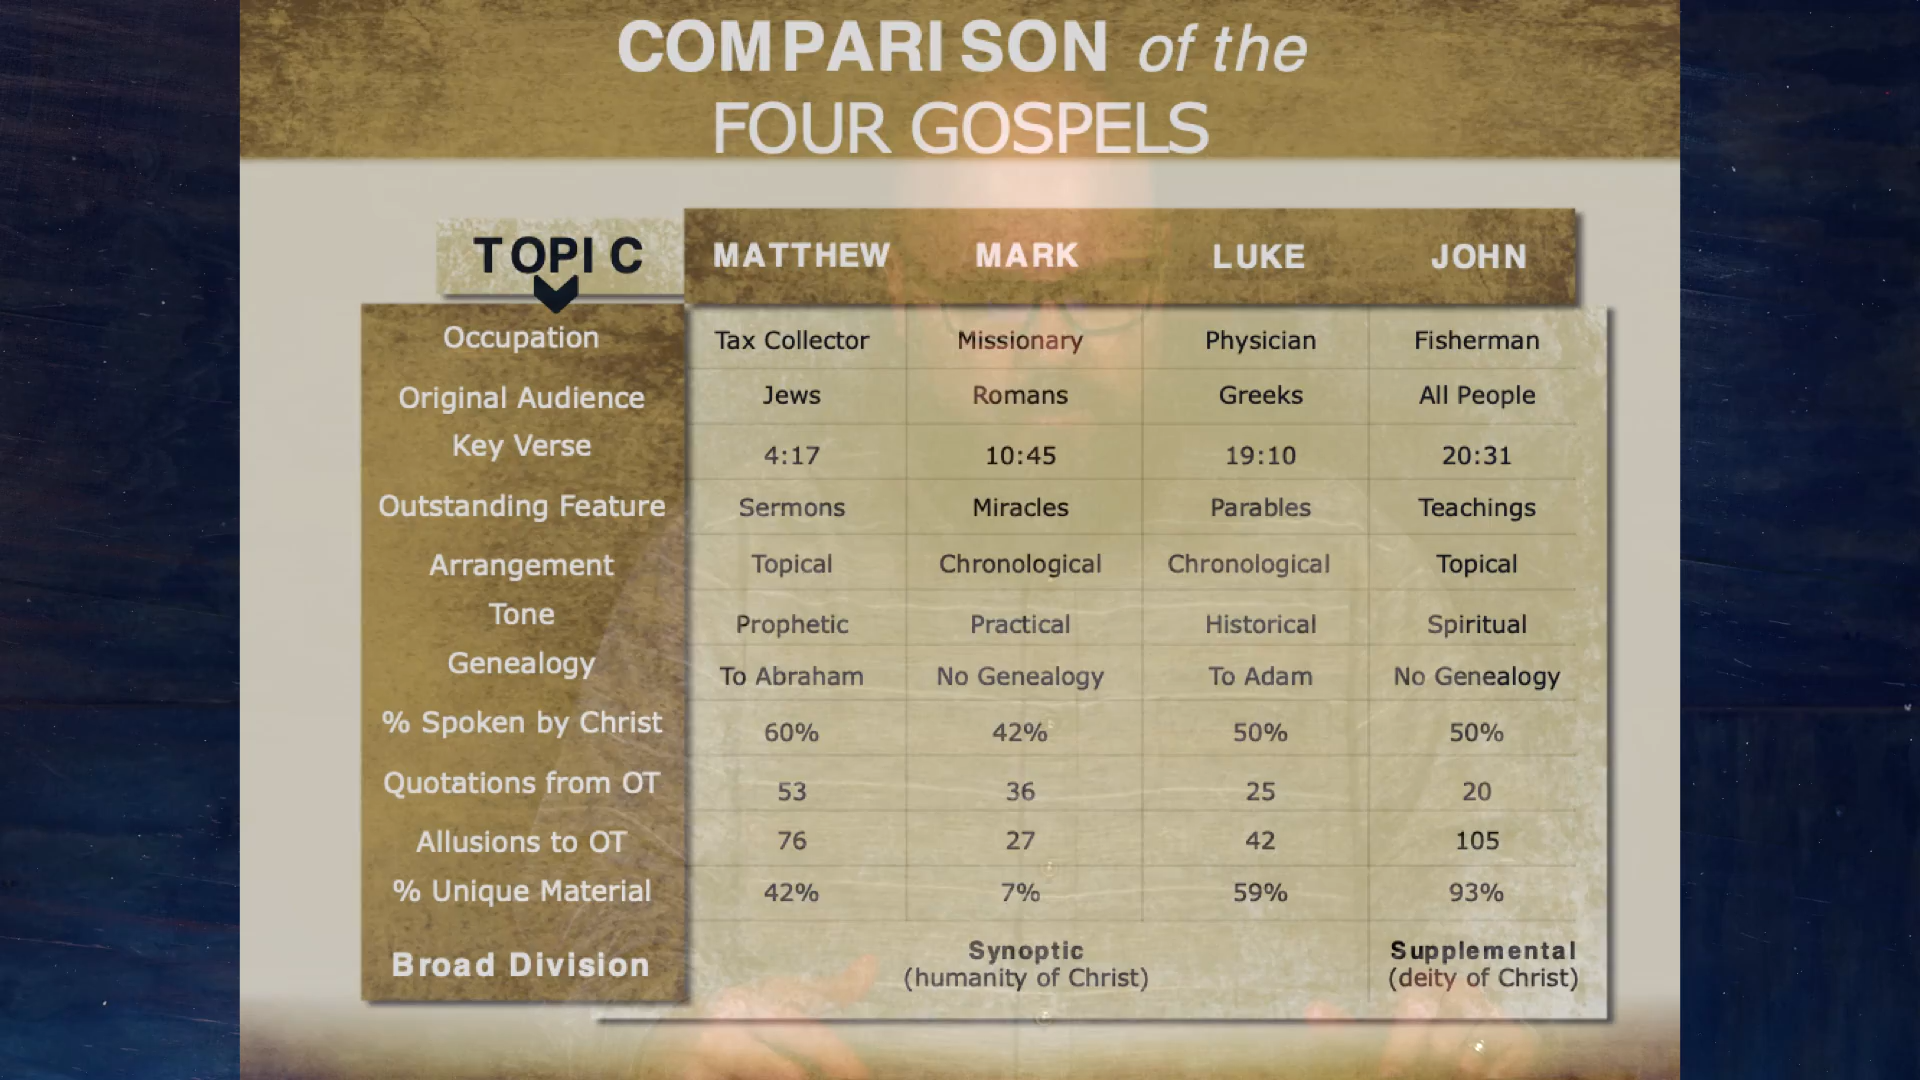 COMPARISON of the
FOUR GOSPELS
TOPIC MATTHEW MARK LUKE JOHN
Occupation Tax Collector Missionary Physician Fisherman
Original Audience Jews Romans Greeks All People
Key Verse 4:17 10:45 19:10 20:31
Outstanding Feature Sermons Miracles Parables Teachings
Arrangement Topical Chronological Chronological Topical
Tone Prophetic Practical Historical Spiritual
Genealogy To Abraham No Genealogy To Adam No Genealogy
% Spoken by Christ 60% 42% 50% 50%
Quotations from OT 53 36 25 20
Allusions to OT 76 27 42 105
% Unique Material 42% 7% 59% 93%
Broad Division Synoptic Supplemental
(humanity of Christ) (deity of Christ)